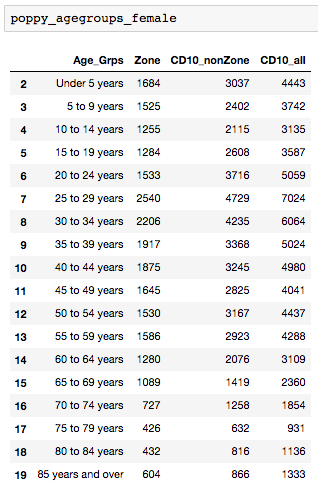 poppy_agegroups_female
Age_Grps Zone CD10_nonZone CD10_all
2 Under 5 years 1684 3037 4443
3 5 to 9 years 1525 2402 3742
4 10 to 14 years 1255 2115 3135
5 15 to 19 years 1284 2608 3587
6 20 to 24 years 1533 3716 5059
7 25 to 29 years 2540 4729 7024
8 30 to 34 years 2206 4235 6064
9 35 to 39 years 1917 3368 5024
10 40 to 44 years 1875 3245 4980
11 45 to 49 years 1645 2825 4041
12 50 to 54 years 1530 3167 4437
13 55 to 59 years 1586 2923 4288
14 60 to 64 years 1280 2076 3109
15 65 to 69 years 1089 1419 2360
16 70 to 74 years 727 1258 1854
17 75 to 79 years 426 632 931
18 80 to 84 years 432 816 1136
19 85 years and over 604 866 1333